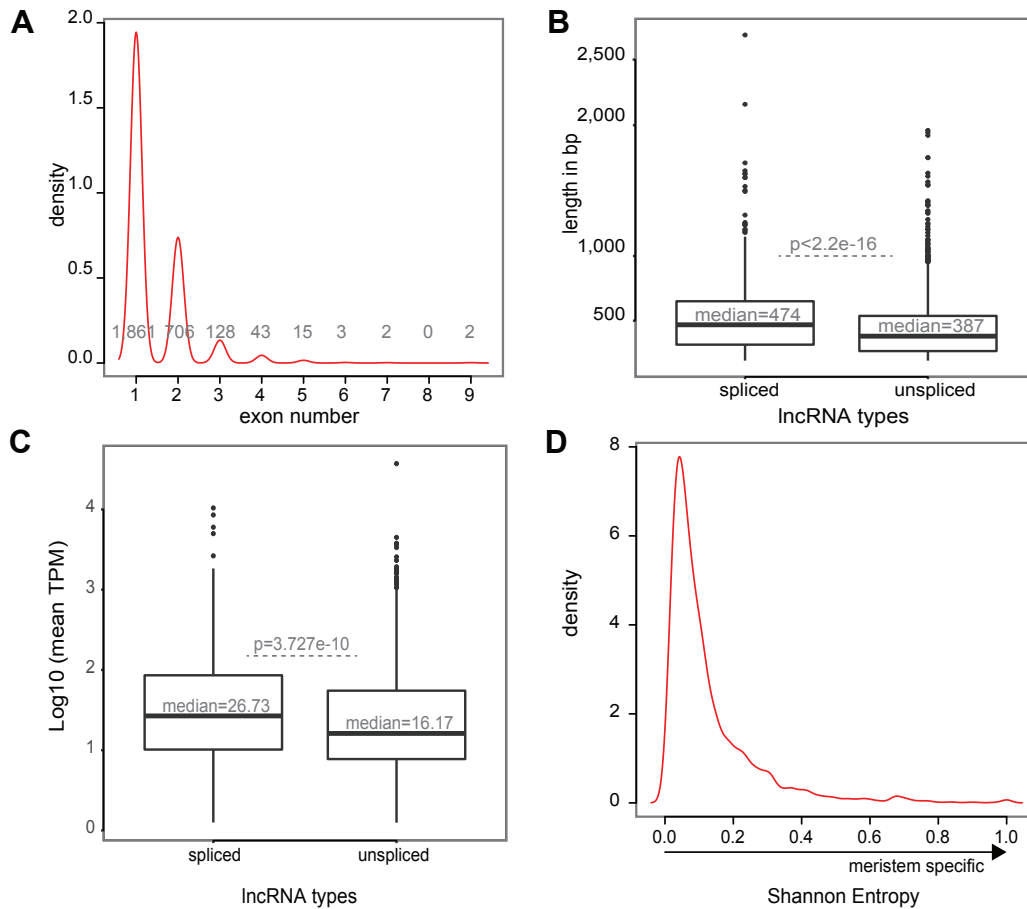 A
2.0
1.5
1.0
0.5
0.0
density
1 861 706 128 43 15 3 2 0 2
1 2 3 4 5 6 7 8 9
exon number
B
2,500
2,000
1,000
500
length in bp
p<2.2e-16
median=474
median=387
spliced unspliced
lncRNA types
C
4
3
2
1
0
Log10 (mean TPM)
p=3.727e-10
median=26.73
median=16.17
spliced unspliced
lncRNA types
D
8
6
4
2
0
density
0.0 0.2 0.4 0.6 0.8 1.0
meristem specific
Shannon Entropy